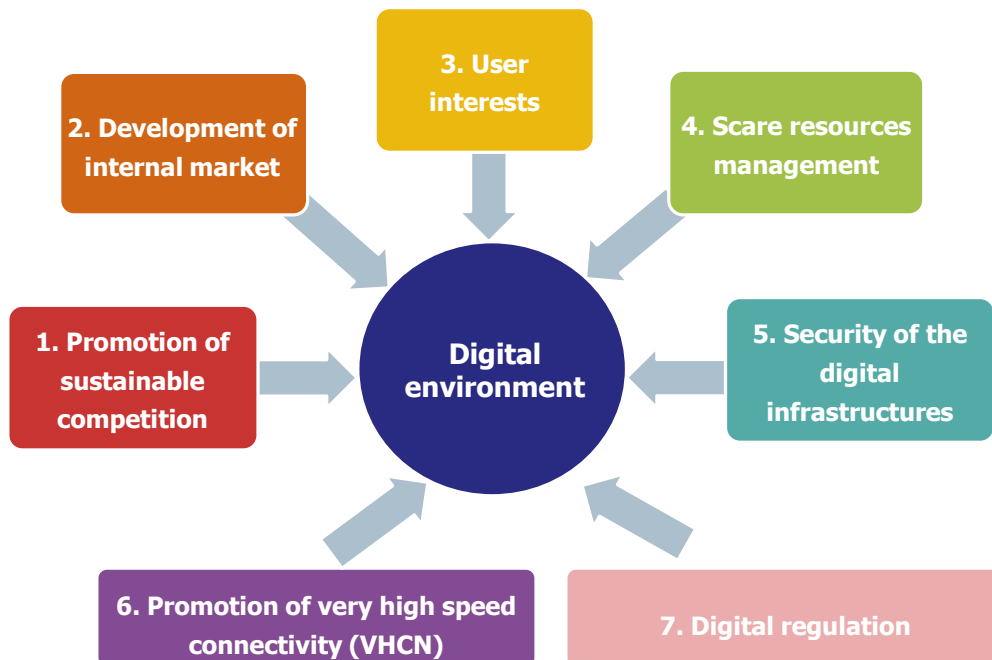 3. User
interests
2. Development of
internal market
4. Scare resources
management
1. Promotion of
sustainable
competition
Digital
environment
5. Security of the
digital
infrastructures
6. Promotion of very high speed
connectivity (VHCN)
7. Digital regulation